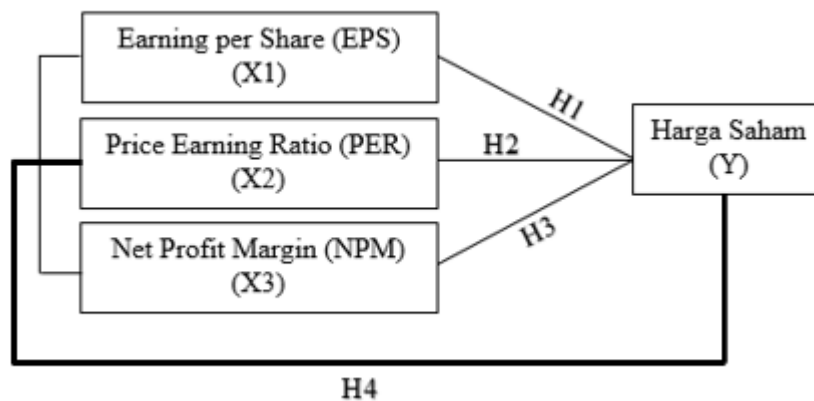 Earning per Share (EPS)
(X1)
H1
Price Earning Ratio (PER)
(X2)
H2
Harga Saham
(Y)
Net Profit Margin (NPM)
(X3)
H3
H4